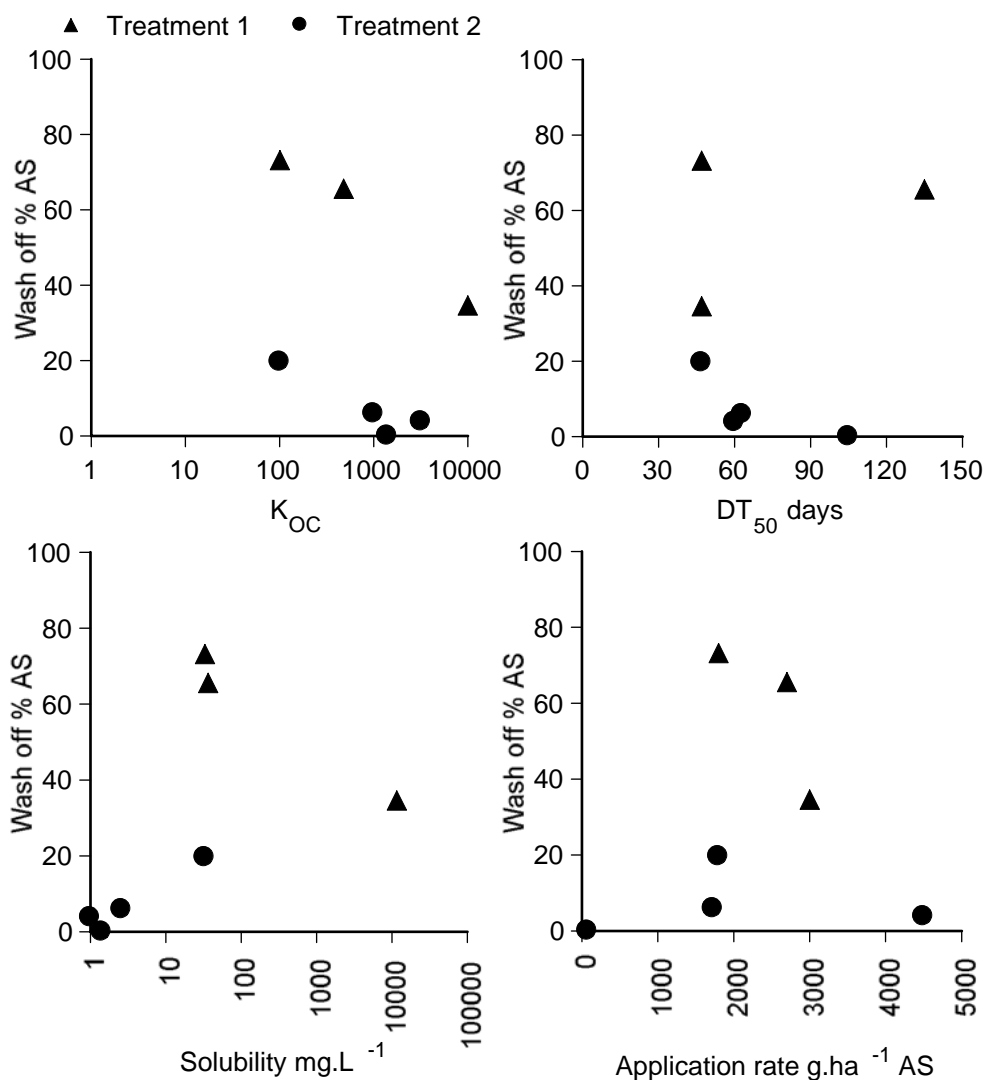 Treatment 1 Treatment 2
100
80
60
40
20
0
Wash off % AS
1 10 100 1000 10000
KOC
100
80
60
40
20
0
Wash off % AS
0 30 60 90 120 150
DT50 days
100
80
60
40
20
0
Wash off % AS
1 10 100 1000 10000 100000
Solubility mg.L -1
100
80
60
40
20
0
Wash off % AS
0 1000 2000 3000 4000 5000
Application rate g.ha -1 AS